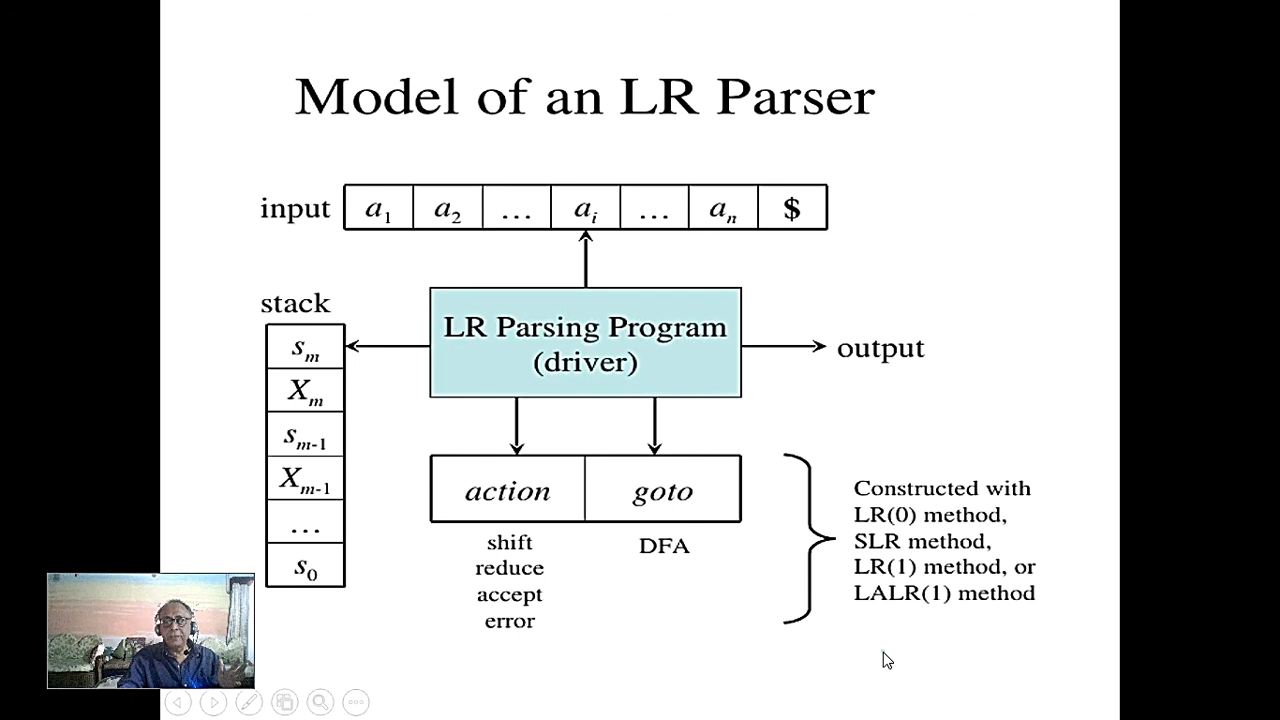 Model of an LR Parser
input a1 a2 … ai … an $
stack
LR Parsing Program
(driver)
output
sm
Xm
sm-1
Xm-1
…
s0
action goto
shift
reduce
accept
error
DFA
Constructed with
LR(0) method,
SLR method,
LR(1) method, or
LALR(1) method